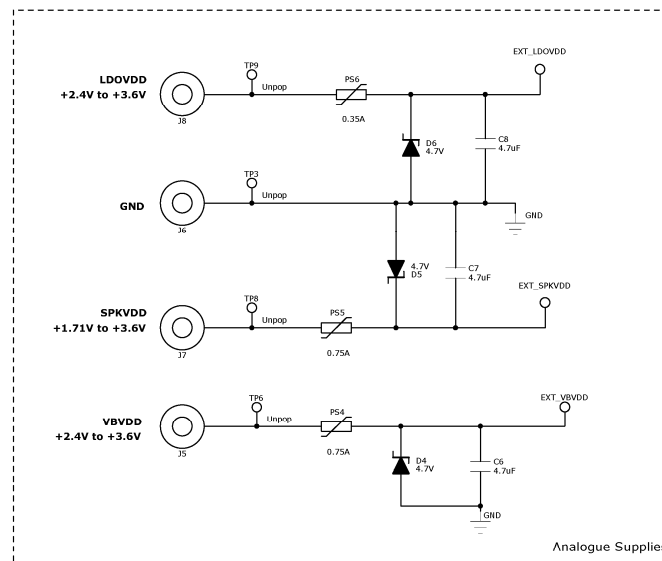 EXT_LDOVDD
TP9
LDOVDD
+2.4V to +3.6V
Unpop
PS6
J8
0.35A
D6
4.7V
C8
4.7uF
TP3
GND
Unpop
J6
GND
4.7V
D5
C7
4.7uF
EXT_SPKVDD
TP8
SPKVDD
+1.71V to +3.6V
Unpop
PS5
J7
0.75A
TP6
EXT_VBVDD
VBVDD
+2.4V to +3.6V
Unpop
PS4
J5
0.75A
D4
4.7V
C6
4.7uF
GND
Analogue Supplies